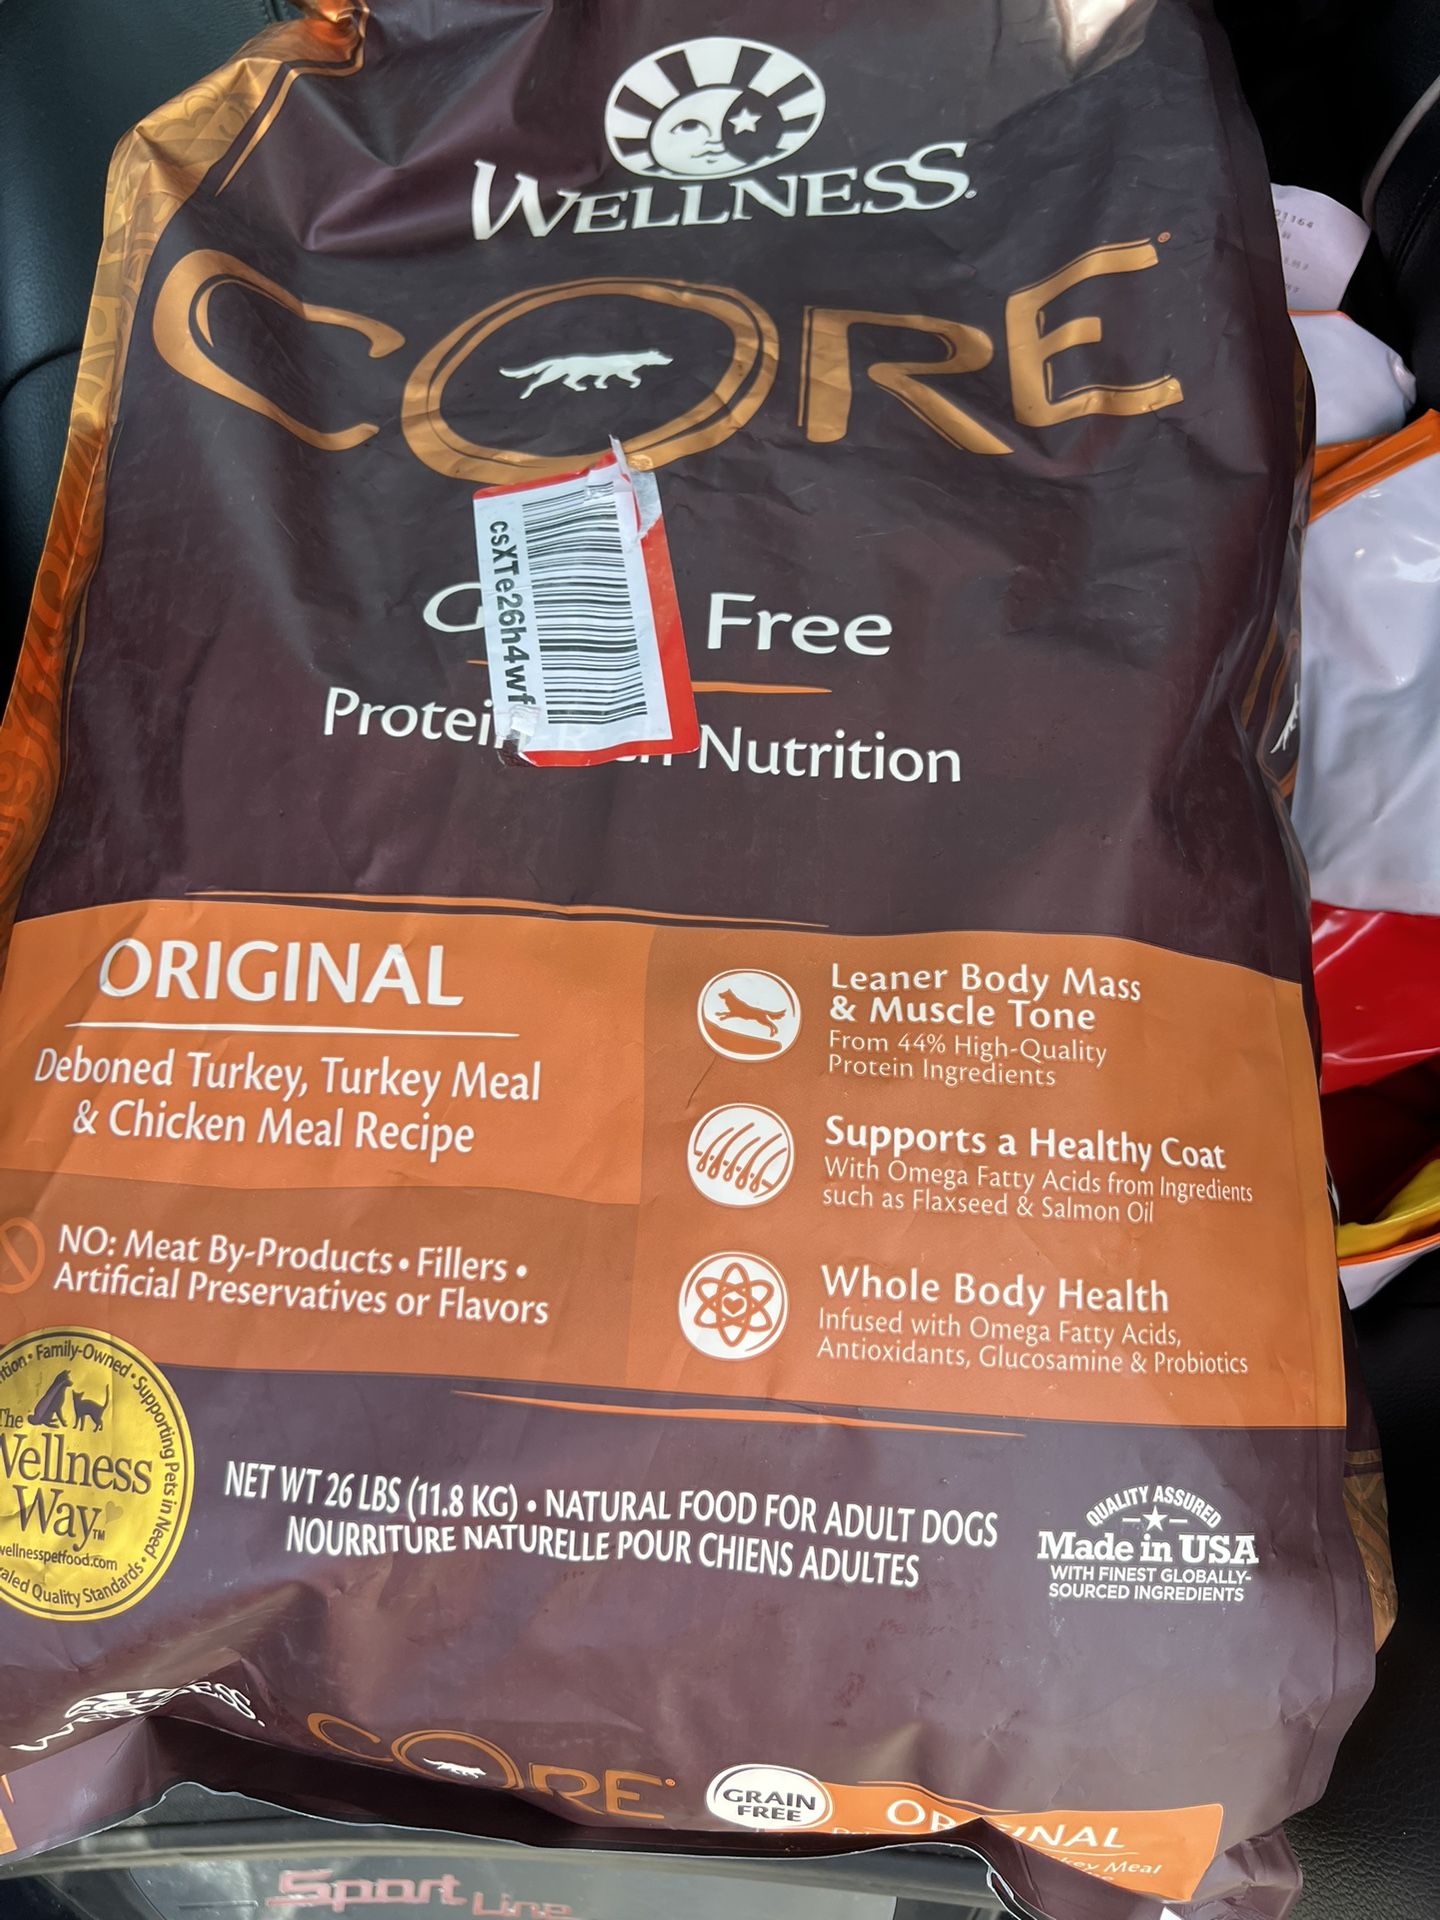 WELLNESS
CORE
csXTe26h4wf
Free
Nutrition
ORIGINAL
Deboned Turkey, Turkey Meal
& Chicken Meal Recipe
NO: Meat By-Products • Fillers •
Artificial Preservatives or Flavors
Leaner Body Mass
& Muscle Tone
From 44% High-Quality
Protein Ingredients
Supports a Healthy Coat
With Omega Fatty Acids from Ingredients
such as Flaxseed & Salmon Oil
Whole Body Health
Infused with Omega Fatty Acids,
Antioxidants, Glucosamine & Probiotics
• Family-Owned • Supporting Pets in Need •
Quality Standards
The
Wellness
Way™
wellnesspetfood.com
NET WT 26 LBS (11.8 KG) • NATURAL FOOD FOR ADULT DOGS
NOURRITURE NATURELLE POUR CHIENS ADULTES
QUALITY ASSURED
Made in USA
WITH FINEST GLOBALLY-
SOURCED INGREDIENTS
CORE
GRAIN
FREE
Meal
Sport Line